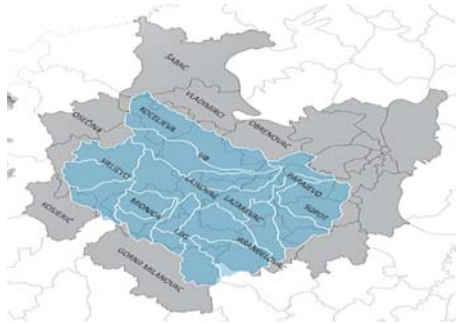 ŠABAC
VLADIMIRCI
KOCELJEVA
OBRENOVAC
OSEČINA
UB
VALJEVO
LAJKOVAC
BARAJEVO
LAZAREVAC
SOPOT
MIONICA
KOSJERIĆ
LJIG
ARANĐELOVAC
GORNJI MILANOVAC